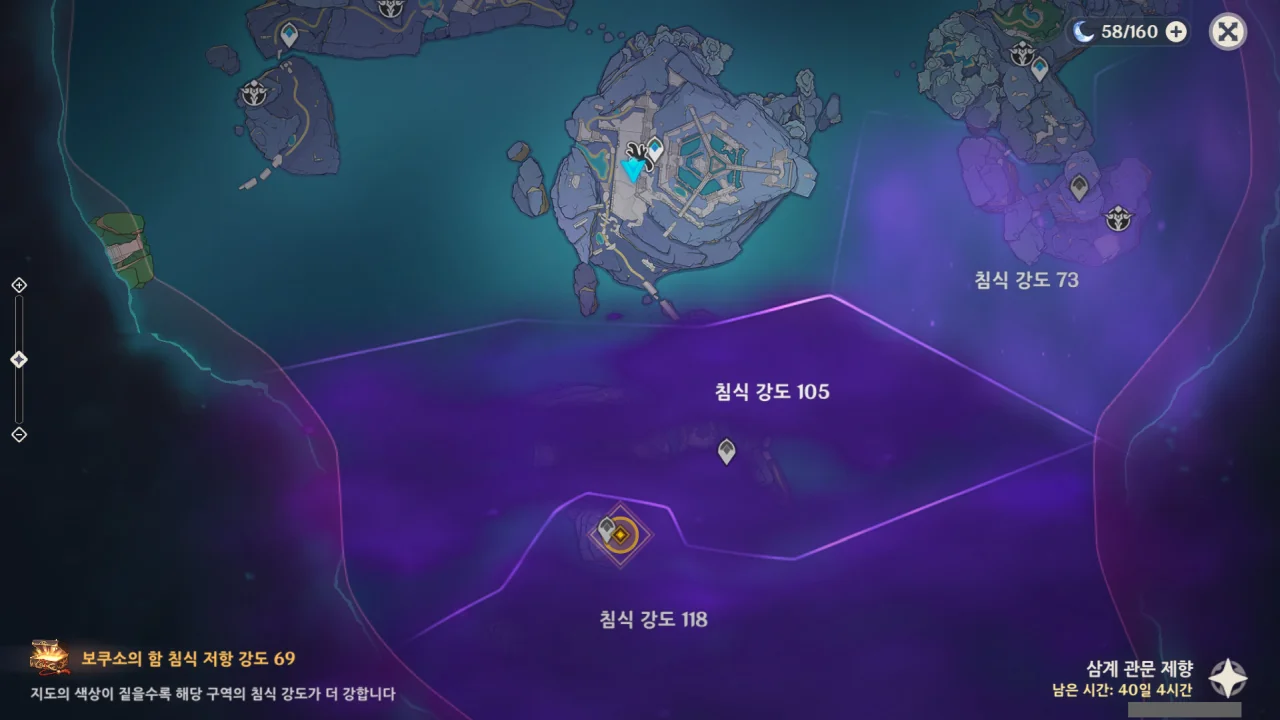 58/160
침식 강도 73
침식 강도 105
침식 강도 118
보쿠소의 함 침식 저항 강도 69
지도의 색상이 짙을수록 해당 구역의 침식 강도가 더 강합니다
삼계 관문 제향
남은 시간: 40일 4시간